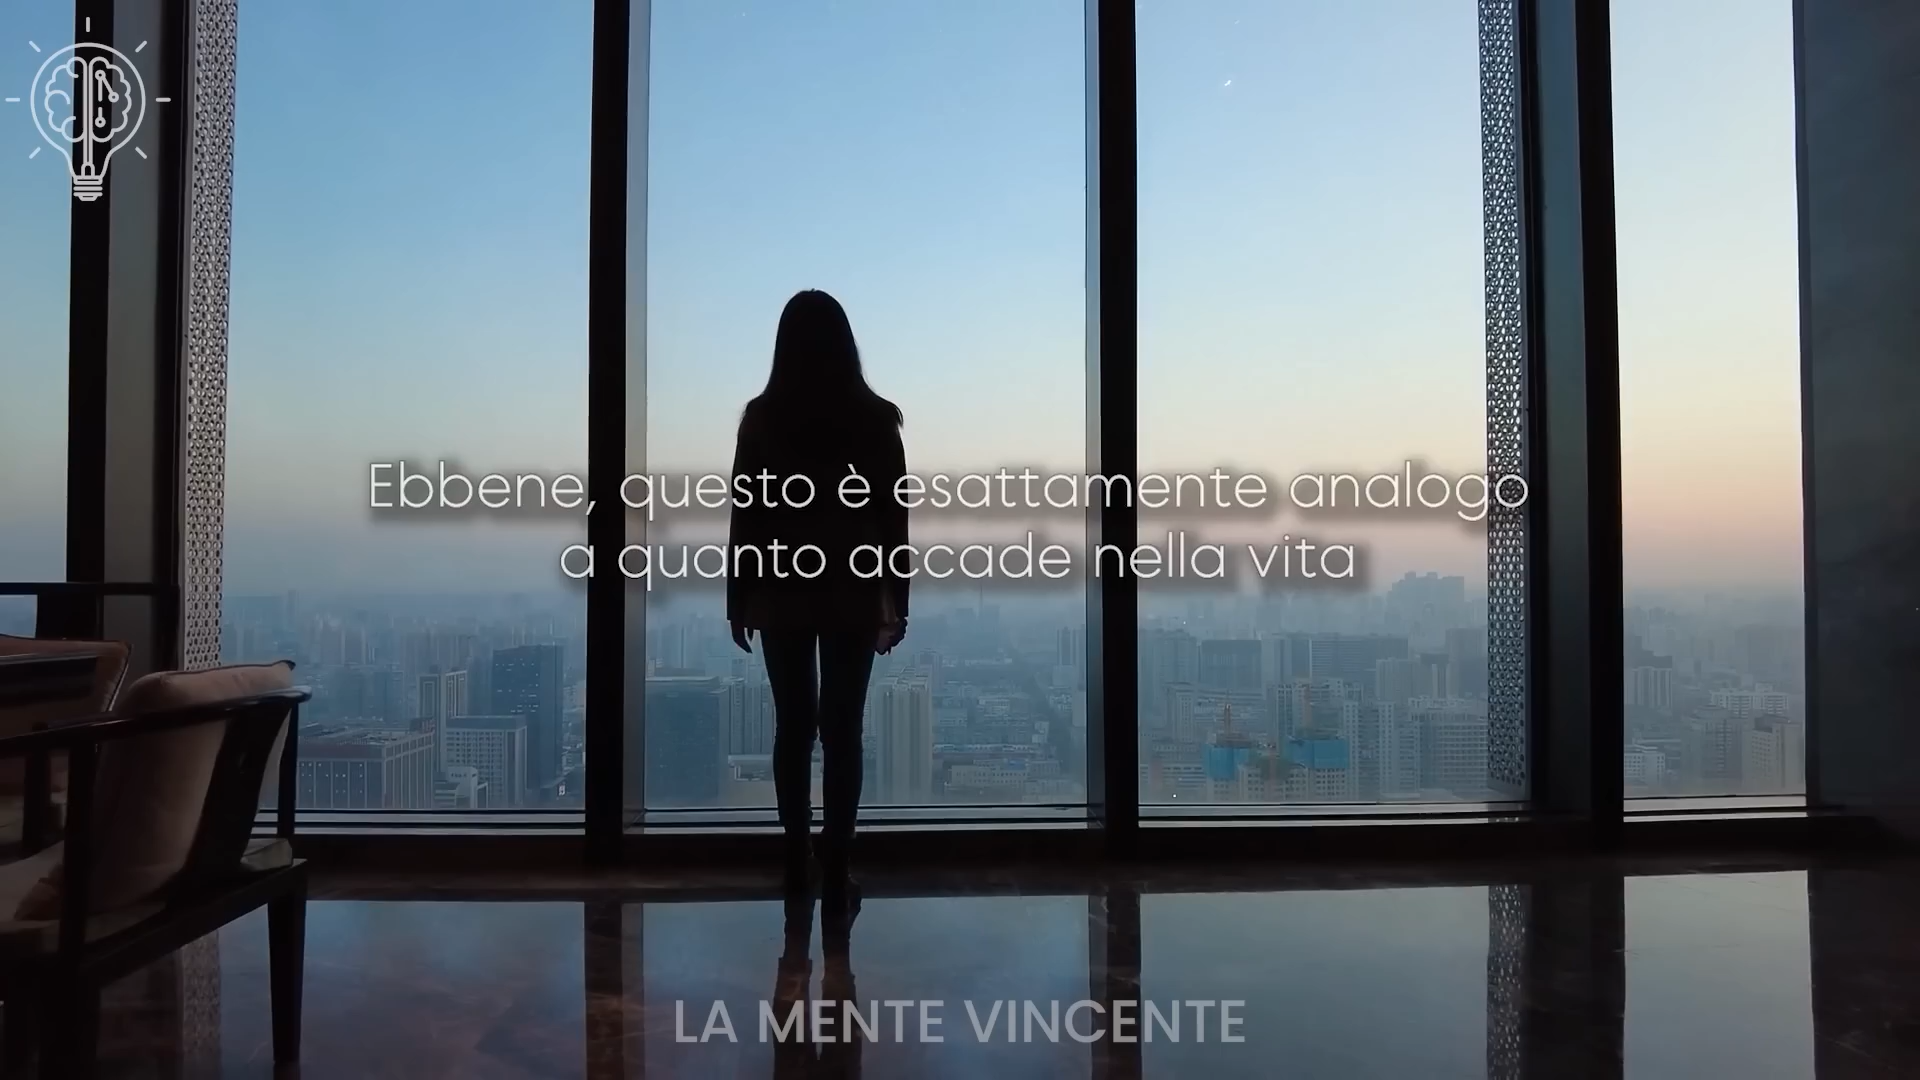 Ebbene, questo è esattamente analogo
a quanto accade nella vita
LA MENTE VINCENTE